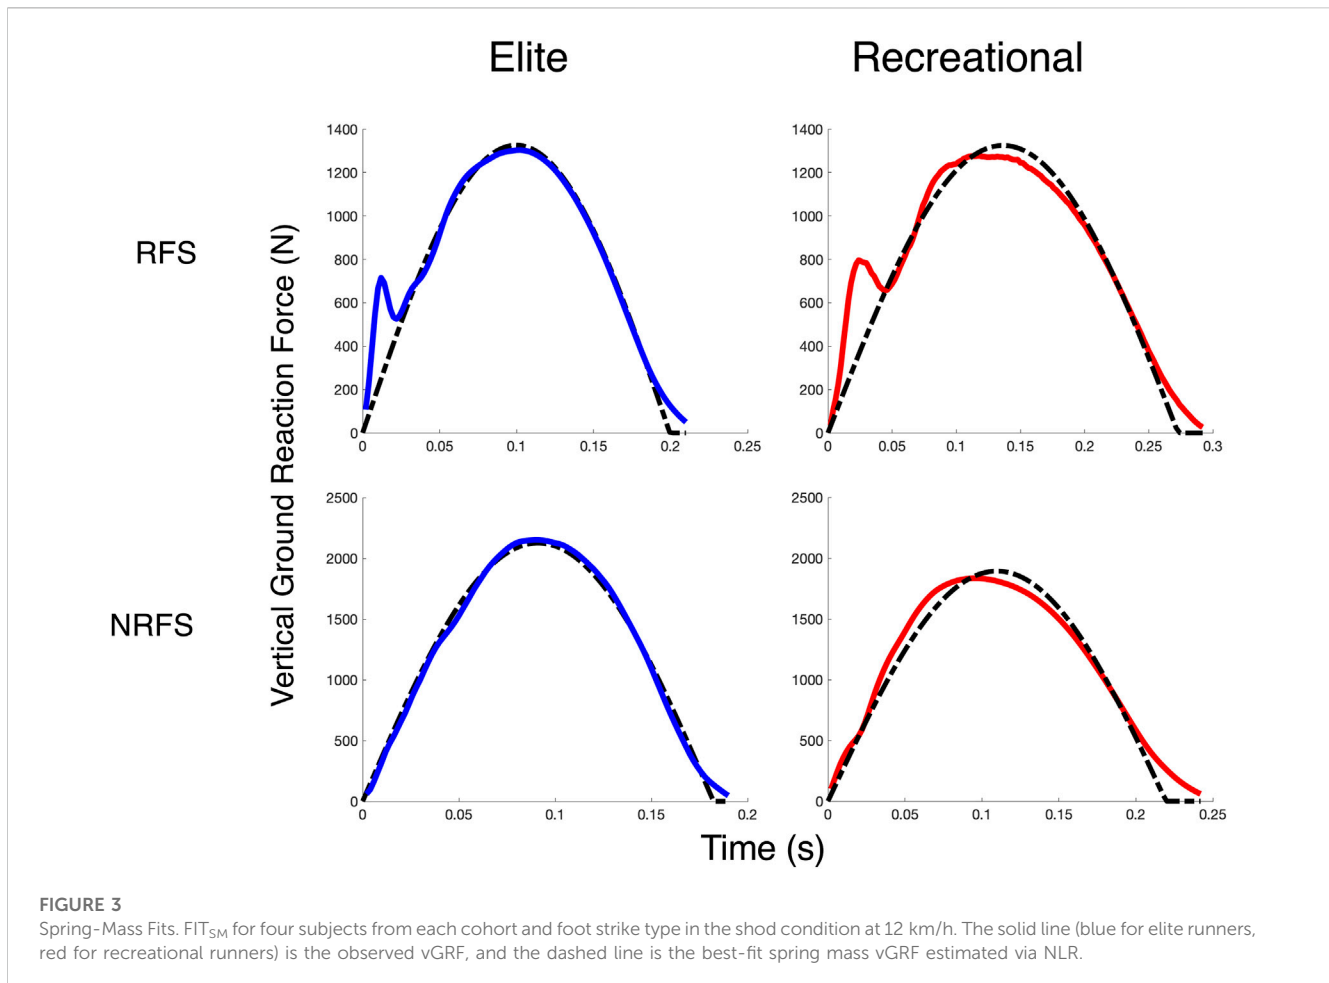 Elite
Recreational
RFS
NRFS
Vertical Ground Reaction Force (N)
1400
1200
1000
800
600
400
200
0
0 0.05 0.1 0.15 0.2 0.25
1400
1200
1000
800
600
400
200
0
0 0.05 0.1 0.15 0.2 0.25 0.3
2500
2000
1500
1000
500
0
0 0.05 0.1 0.15 0.2
2500
2000
1500
1000
500
0
0 0.05 0.1 0.15 0.2 0.25
Time (s)
FIGURE 3
Spring-Mass Fits. FITSM for four subjects from each cohort and foot strike type in the shod condition at 12 km/h. The solid line (blue for elite runners,
red for recreational runners) is the observed vGRF, and the dashed line is the best-fit spring mass vGRF estimated via NLR.